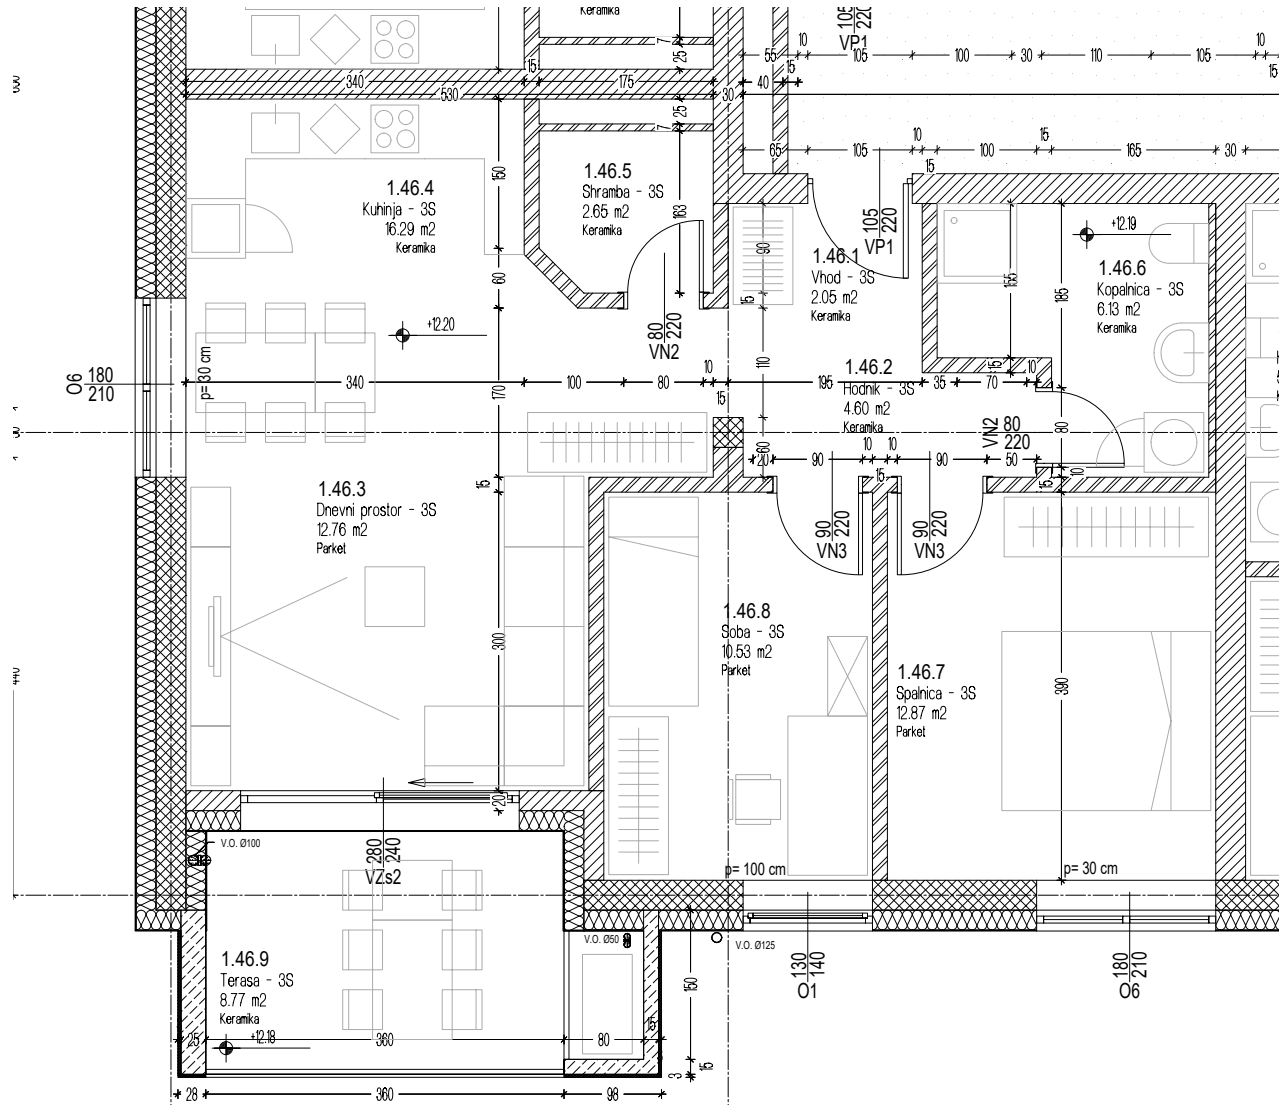 Keramika
105
220
VP1
7
25
10
55
105
100
30
110
105
10
15
15
340
175
40
15
530
30
25
7
10
15
65
105
100
165
30
15
1.46.4
Kuhinja - 3S
16.29 m2
Keramika
150
1.46.5
Shramba - 3S
2.65 m2
Keramika
163
90
105
220
VP1
+12.19
1.46.1
Vhod - 3S
2.05 m2
Keramika
155
185
1.46.6
Kopalnica - 3S
6.13 m2
Keramika
60
15
+12.20
80
220
VN2
110
O6
180
210
p= 30 cm
340
100
80
10
15
195
35
70
10
15
1.46.2
Hodnik - 3S
4.60 m2
Keramika
170
VN2
80
220
80
60
20
90
10
10
90
50
10
15
15
15
1.46.3
Dnevni prostor - 3S
12.76 m2
Parket
90
220
VN3
90
220
VN3
300
1.46.8
Soba - 3S
10.53 m2
Parket
1.46.7
Spalnica - 3S
12.87 m2
Parket
390
440
20
V.O. Ø100
280
240
VZs2
p= 100 cm
p= 30 cm
V.O. Ø50
V.O. Ø125
130
140
O1
180
210
O6
1.46.9
Terasa - 3S
8.77 m2
Keramika
+12.18
150
25
360
80
15
15
3
28
360
98